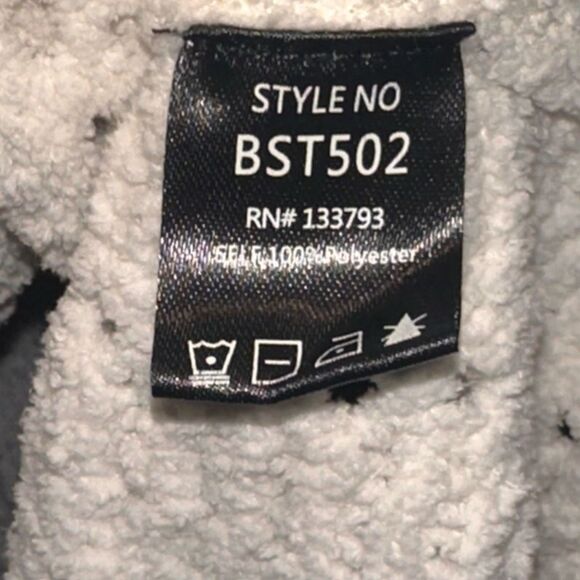 STYLE NO
BST502
RN# 133793
SELF 100% Polyester